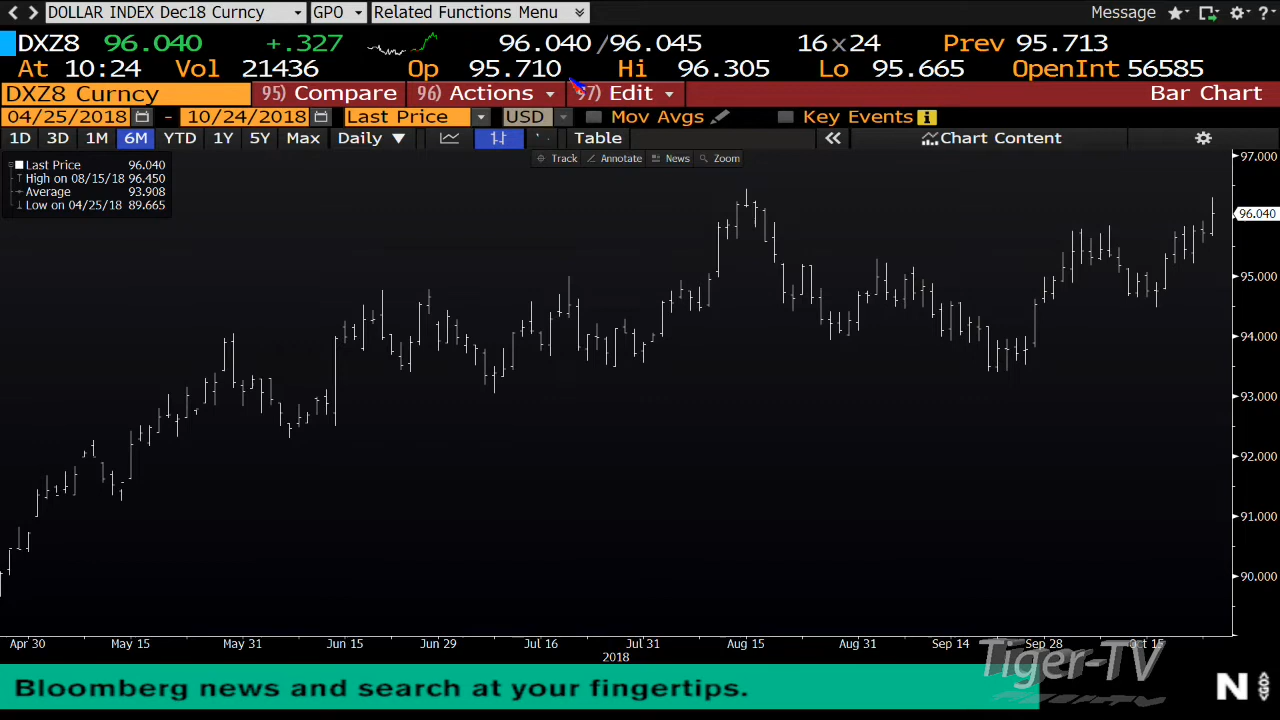 DOLLAR INDEX Dec18 Curncy GPO Related Functions Menu Message
DXZ8 96.040 +.327 96.040 /96.045 16x24 Prev 95.713
At 10:24 Vol 21436 Op 95.710 Hi 96.305 Lo 95.665 OpenInt 56585
DXZ8 Curncy 95) Compare 96) Actions 97) Edit Bar Chart
04/25/2018 - 10/24/2018 Last Price USD Mov Avgs Key Events
1D 3D 1M 6M YTD 1Y 5Y Max Daily Table Chart Content
Track Annotate News Zoom
Last Price 96.040
High on 08/15/18 96.450
Average 93.908
Low on 04/25/18 89.665
97.000
96.040
95.000
94.000
93.000
92.000
91.000
90.000
Apr 30 May 15 May 31 Jun 15 Jun 29 Jul 16 Jul 31 Aug 15 Aug 31 Sep 14 Sep 28 Oct 15
2018
Tiger-TV
Bloomberg news and search at your fingertips.
N